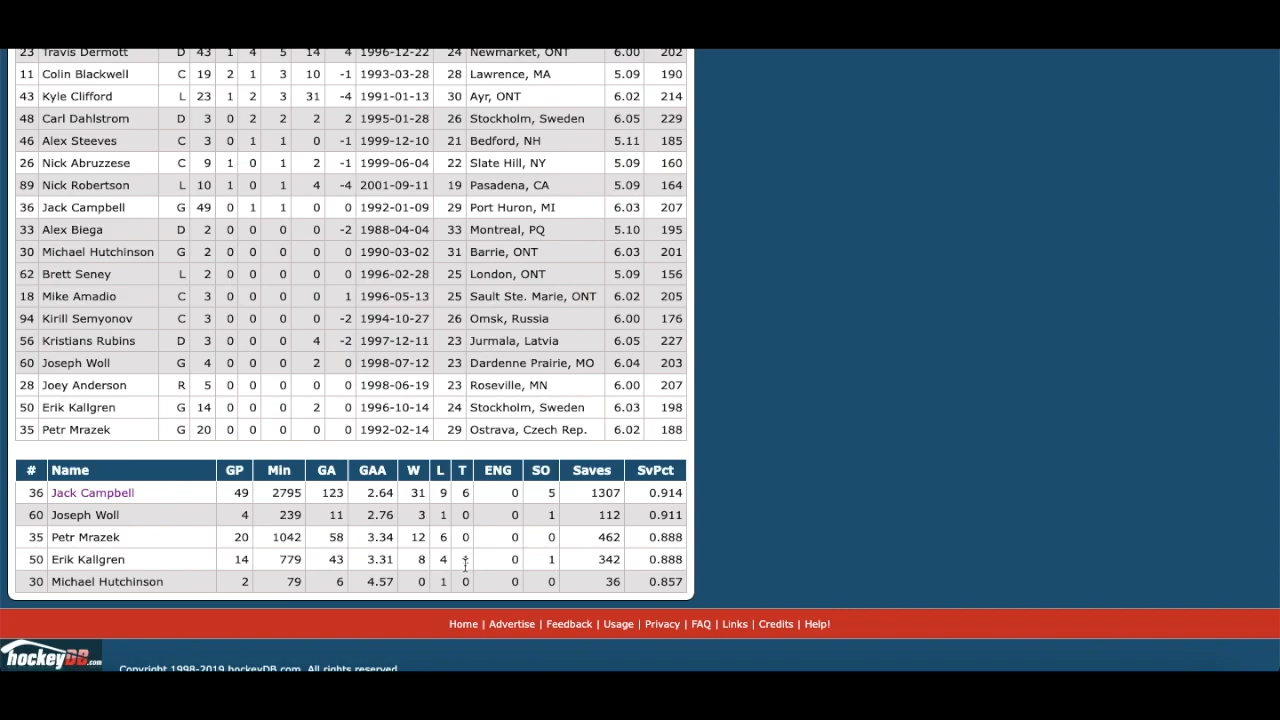 23 Travis Dermott D 43 1 4 5 14 4 1996-12-22 24 Newmarket, ONT 6.00 202
11 Colin Blackwell C 19 2 1 3 10 -1 1993-03-28 28 Lawrence, MA 5.09 190
43 Kyle Clifford L 23 1 2 3 31 -4 1991-01-13 30 Ayr, ONT 6.02 214
48 Carl Dahlstrom D 3 0 2 2 2 2 1995-01-28 26 Stockholm, Sweden 6.05 229
46 Alex Steeves C 3 0 1 1 0 -1 1999-12-10 21 Bedford, NH 5.11 185
26 Nick Abruzzese C 9 1 0 1 2 -1 1999-06-04 22 Slate Hill, NY 5.09 160
89 Nick Robertson L 10 1 0 1 4 -4 2001-09-11 19 Pasadena, CA 5.09 164
36 Jack Campbell G 49 0 1 1 0 0 1992-01-09 29 Port Huron, MI 6.03 207
33 Alex Biega D 2 0 0 0 0 -2 1988-04-04 33 Montreal, PQ 5.10 195
30 Michael Hutchinson G 2 0 0 0 0 0 1990-03-02 31 Barrie, ONT 6.03 201
62 Brett Seney L 2 0 0 0 0 0 1996-02-28 25 London, ONT 5.09 156
18 Mike Amadio C 3 0 0 0 0 1 1996-05-13 25 Sault Ste. Marie, ONT 6.02 205
94 Kirill Semyonov C 3 0 0 0 0 -2 1994-10-27 26 Omsk, Russia 6.00 176
56 Kristians Rubins D 3 0 0 0 4 -2 1997-12-11 23 Jurmala, Latvia 6.05 227
60 Joseph Woll G 4 0 0 0 2 0 1998-07-12 23 Dardenne Prairie, MO 6.04 203
28 Joey Anderson R 5 0 0 0 0 0 1998-06-19 23 Roseville, MN 6.00 207
50 Erik Kallgren G 14 0 0 0 2 0 1996-10-14 24 Stockholm, Sweden 6.03 198
35 Petr Mrazek G 20 0 0 0 0 0 1992-02-14 29 Ostrava, Czech Rep. 6.02 188
# Name GP Min GA GAA W L T ENG SO Saves SvPct
36 Jack Campbell 49 2795 123 2.64 31 9 6 0 5 1307 0.914
60 Joseph Woll 4 239 11 2.76 3 1 0 0 1 112 0.911
35 Petr Mrazek 20 1042 58 3.34 12 6 0 0 0 462 0.888
50 Erik Kallgren 14 779 43 3.31 8 4 0 1 342 0.888
30 Michael Hutchinson 2 79 6 4.57 0 1 0 0 0 36 0.857
Home | Advertise | Feedback | Usage | Privacy | FAQ | Links | Credits | Help!
hockeyDB.com
Copyright 1998-2019 hockeyDB.com. All rights reserved.